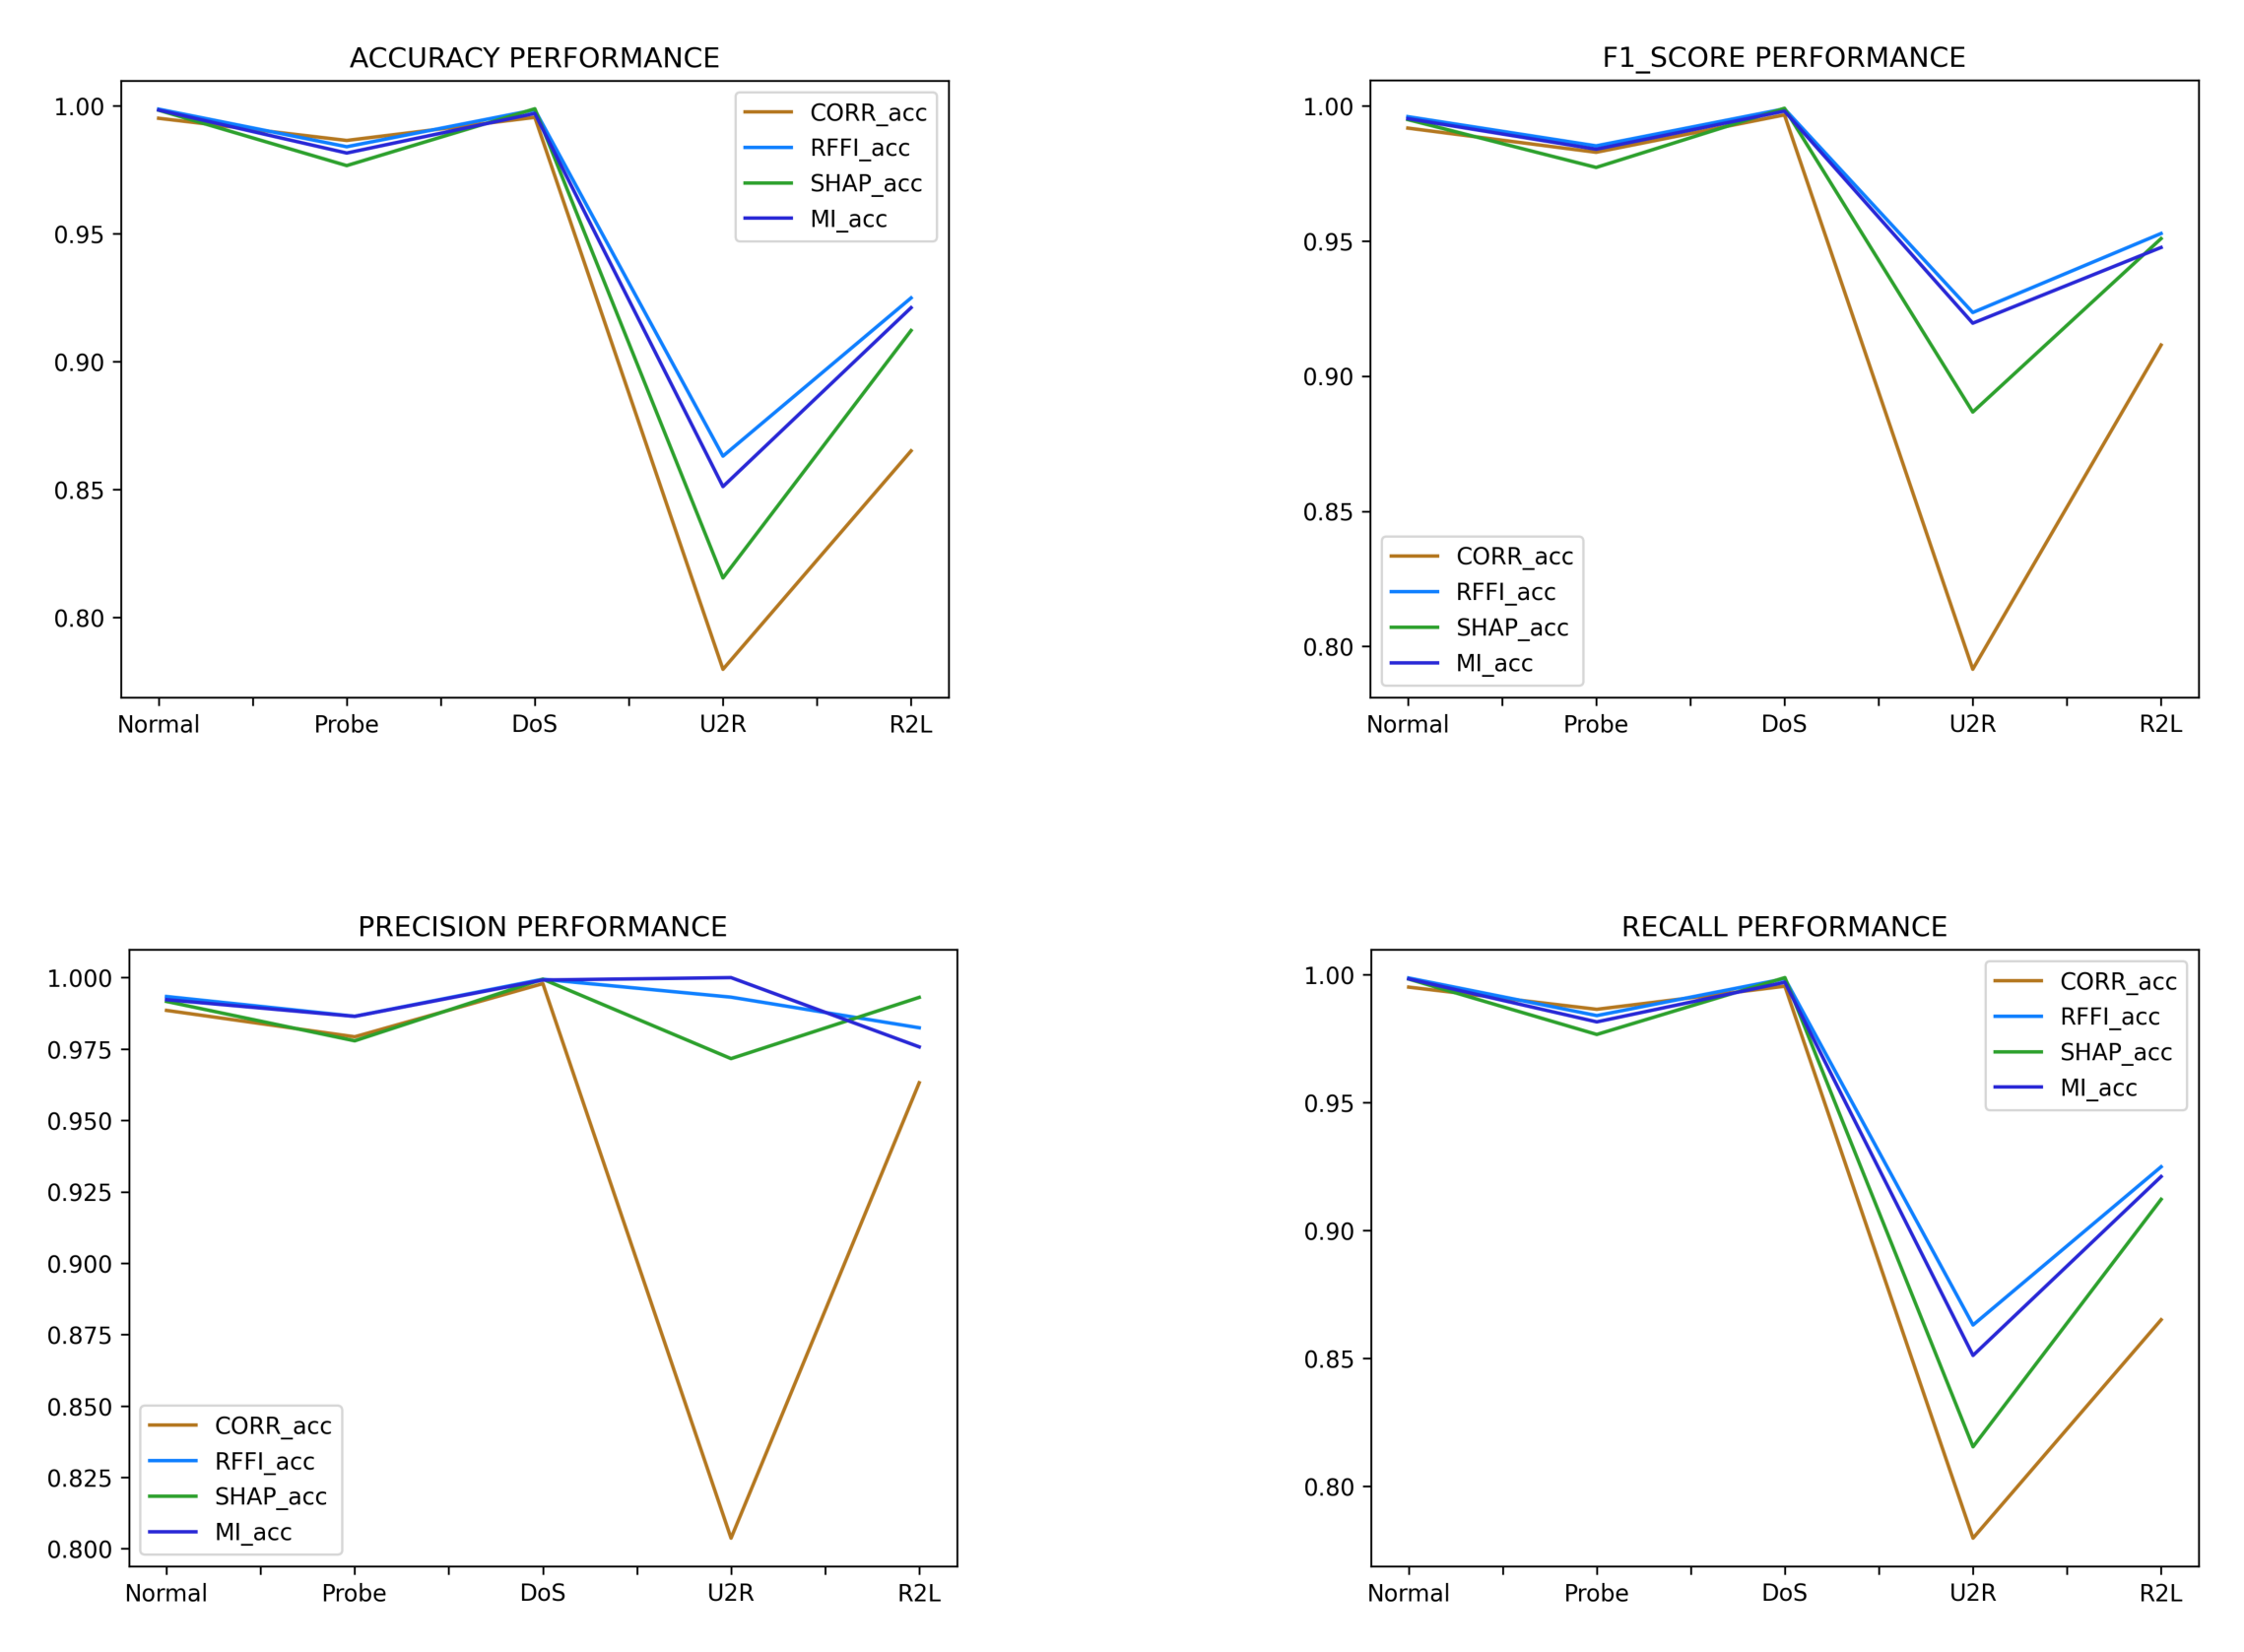 ACCURACY PERFORMANCE
1.00
0.95
0.90
0.85
0.80
CORR_acc
RFFI_acc
SHAP_acc
MI_acc
Normal Probe DoS U2R R2L
F1_SCORE PERFORMANCE
1.00
0.95
0.90
0.85
0.80
CORR_acc
RFFI_acc
SHAP_acc
MI_acc
Normal Probe DoS U2R R2L
PRECISION PERFORMANCE
1.000
0.975
0.950
0.925
0.900
0.875
0.850
0.825
0.800
CORR_acc
RFFI_acc
SHAP_acc
MI_acc
Normal Probe DoS U2R R2L
RECALL PERFORMANCE
1.00
0.95
0.90
0.85
0.80
CORR_acc
RFFI_acc
SHAP_acc
MI_acc
Normal Probe DoS U2R R2L